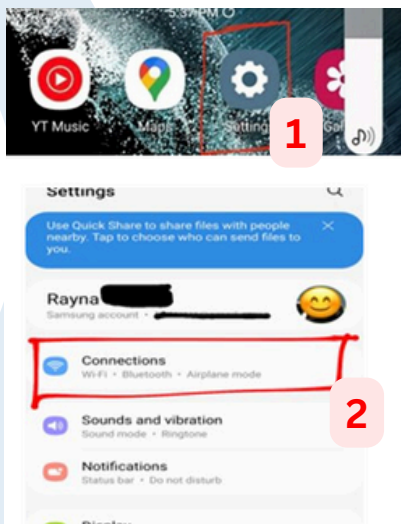 YT Music
Maps
Setting
1
Settings
Use Quick Share to share files with people
nearby. Tap to choose who can send files to
you.
Rayna
Samsung account •
Connections
Wi-Fi • Bluetooth • Airplane mode
2
Sounds and vibration
Sound mode • Ringtone
Notifications
Status bar • Do not disturb